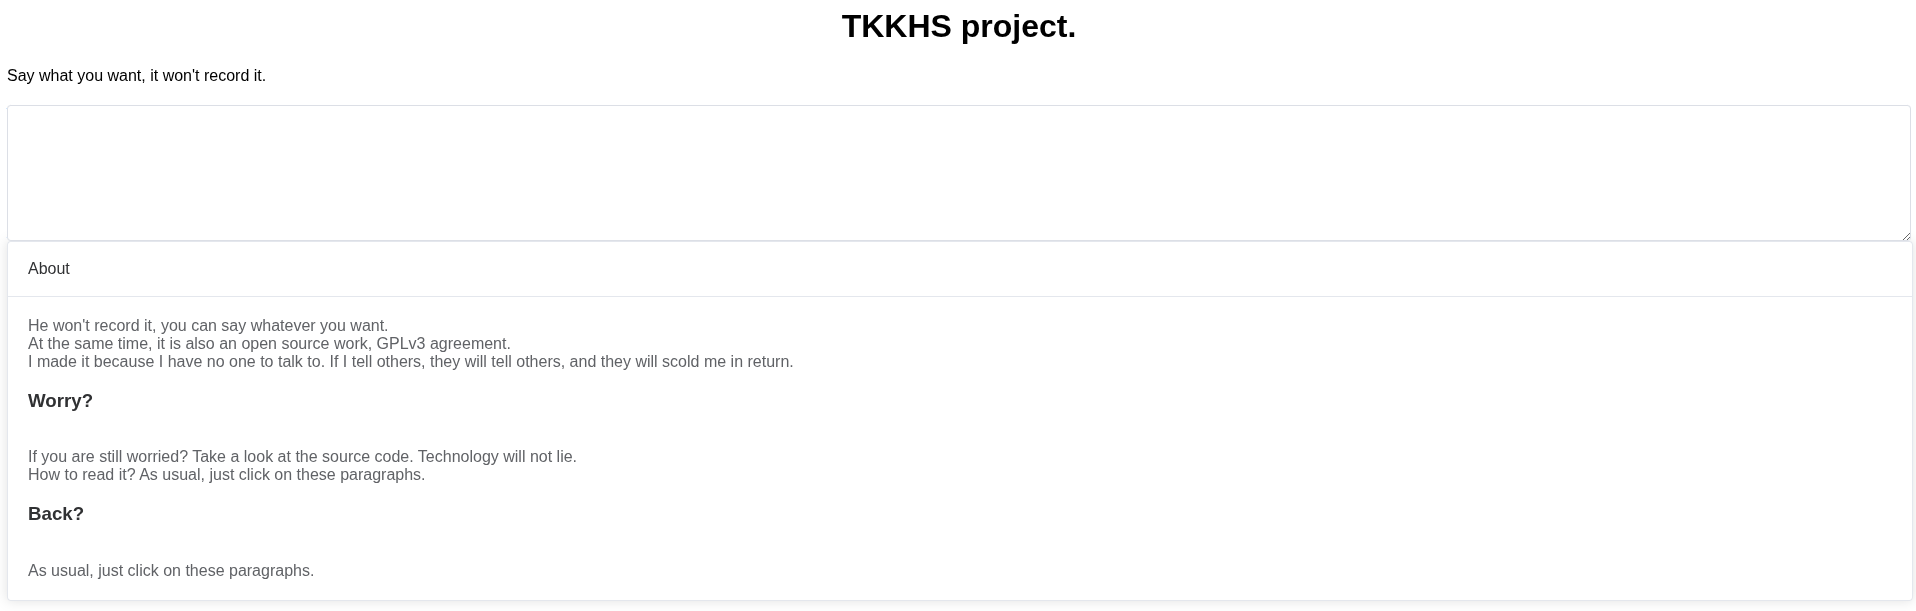 TKKHS project.
Say what you want, it won't record it.
About
He won't record it, you can say whatever you want.
At the same time, it is also an open source work, GPLv3 agreement.
I made it because I have no one to talk to. If I tell others, they will tell others, and they will scold me in return.
Worry?
If you are still worried? Take a look at the source code. Technology will not lie.
How to read it? As usual, just click on these paragraphs.
Back?
As usual, just click on these paragraphs.